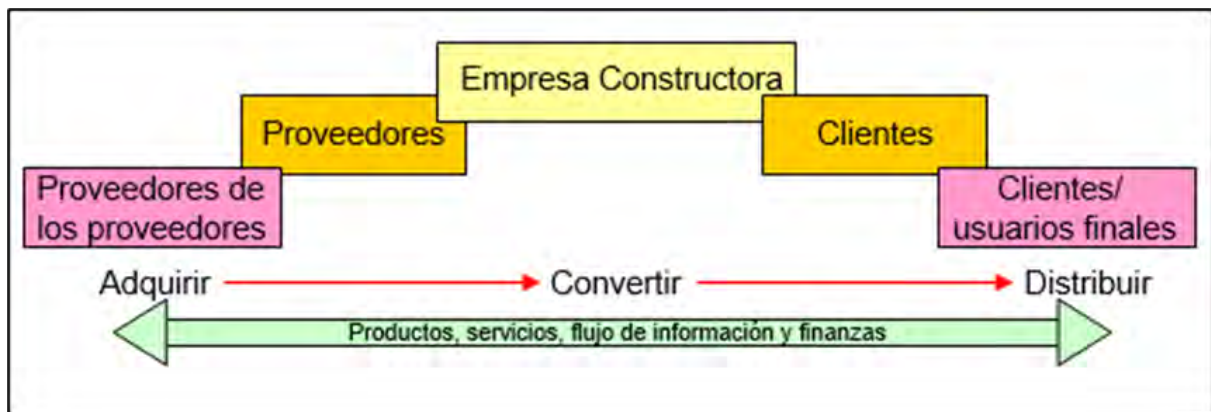 Empresa Constructora
Proveedores
Clientes
Proveedores de
los proveedores
Clientes/
usuarios finales
Adquirir
Convertir
Distribuir
Productos, servicios, flujo de información y finanzas